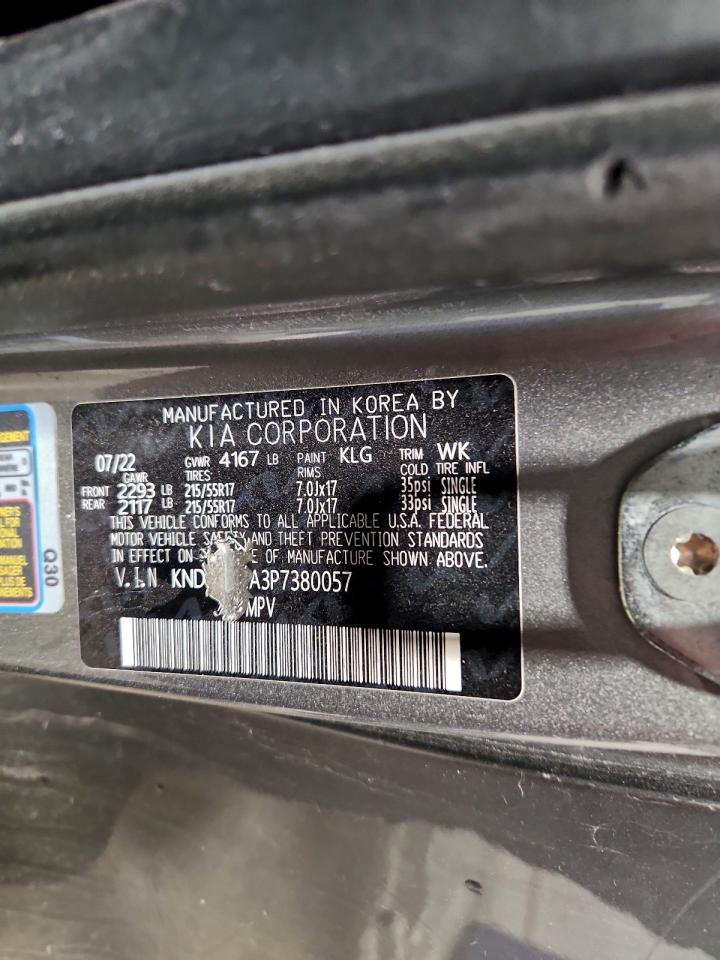 MANUFACTURED IN KOREA BY
KIA CORPORATION
07/22 GVWR 4167 LB PAINT KLG TRIM WK
GAWR TIRES RIMS COLD TIRE INFL
FRONT 2293 LB 215/55R17 7.0Jx17 35psi SINGLE
REAR 2117 LB 215/55R17 7.0Jx17 33psi SINGLE
THIS VEHICLE CONFORMS TO ALL APPLICABLE U.S.A. FEDERAL
MOTOR VEHICLE SAFETY AND THEFT PREVENTION STANDARDS
IN EFFECT ON OF MANUFACTURE SHOWN ABOVE.
V.I.N KND A3P7380057
MPV
Q30